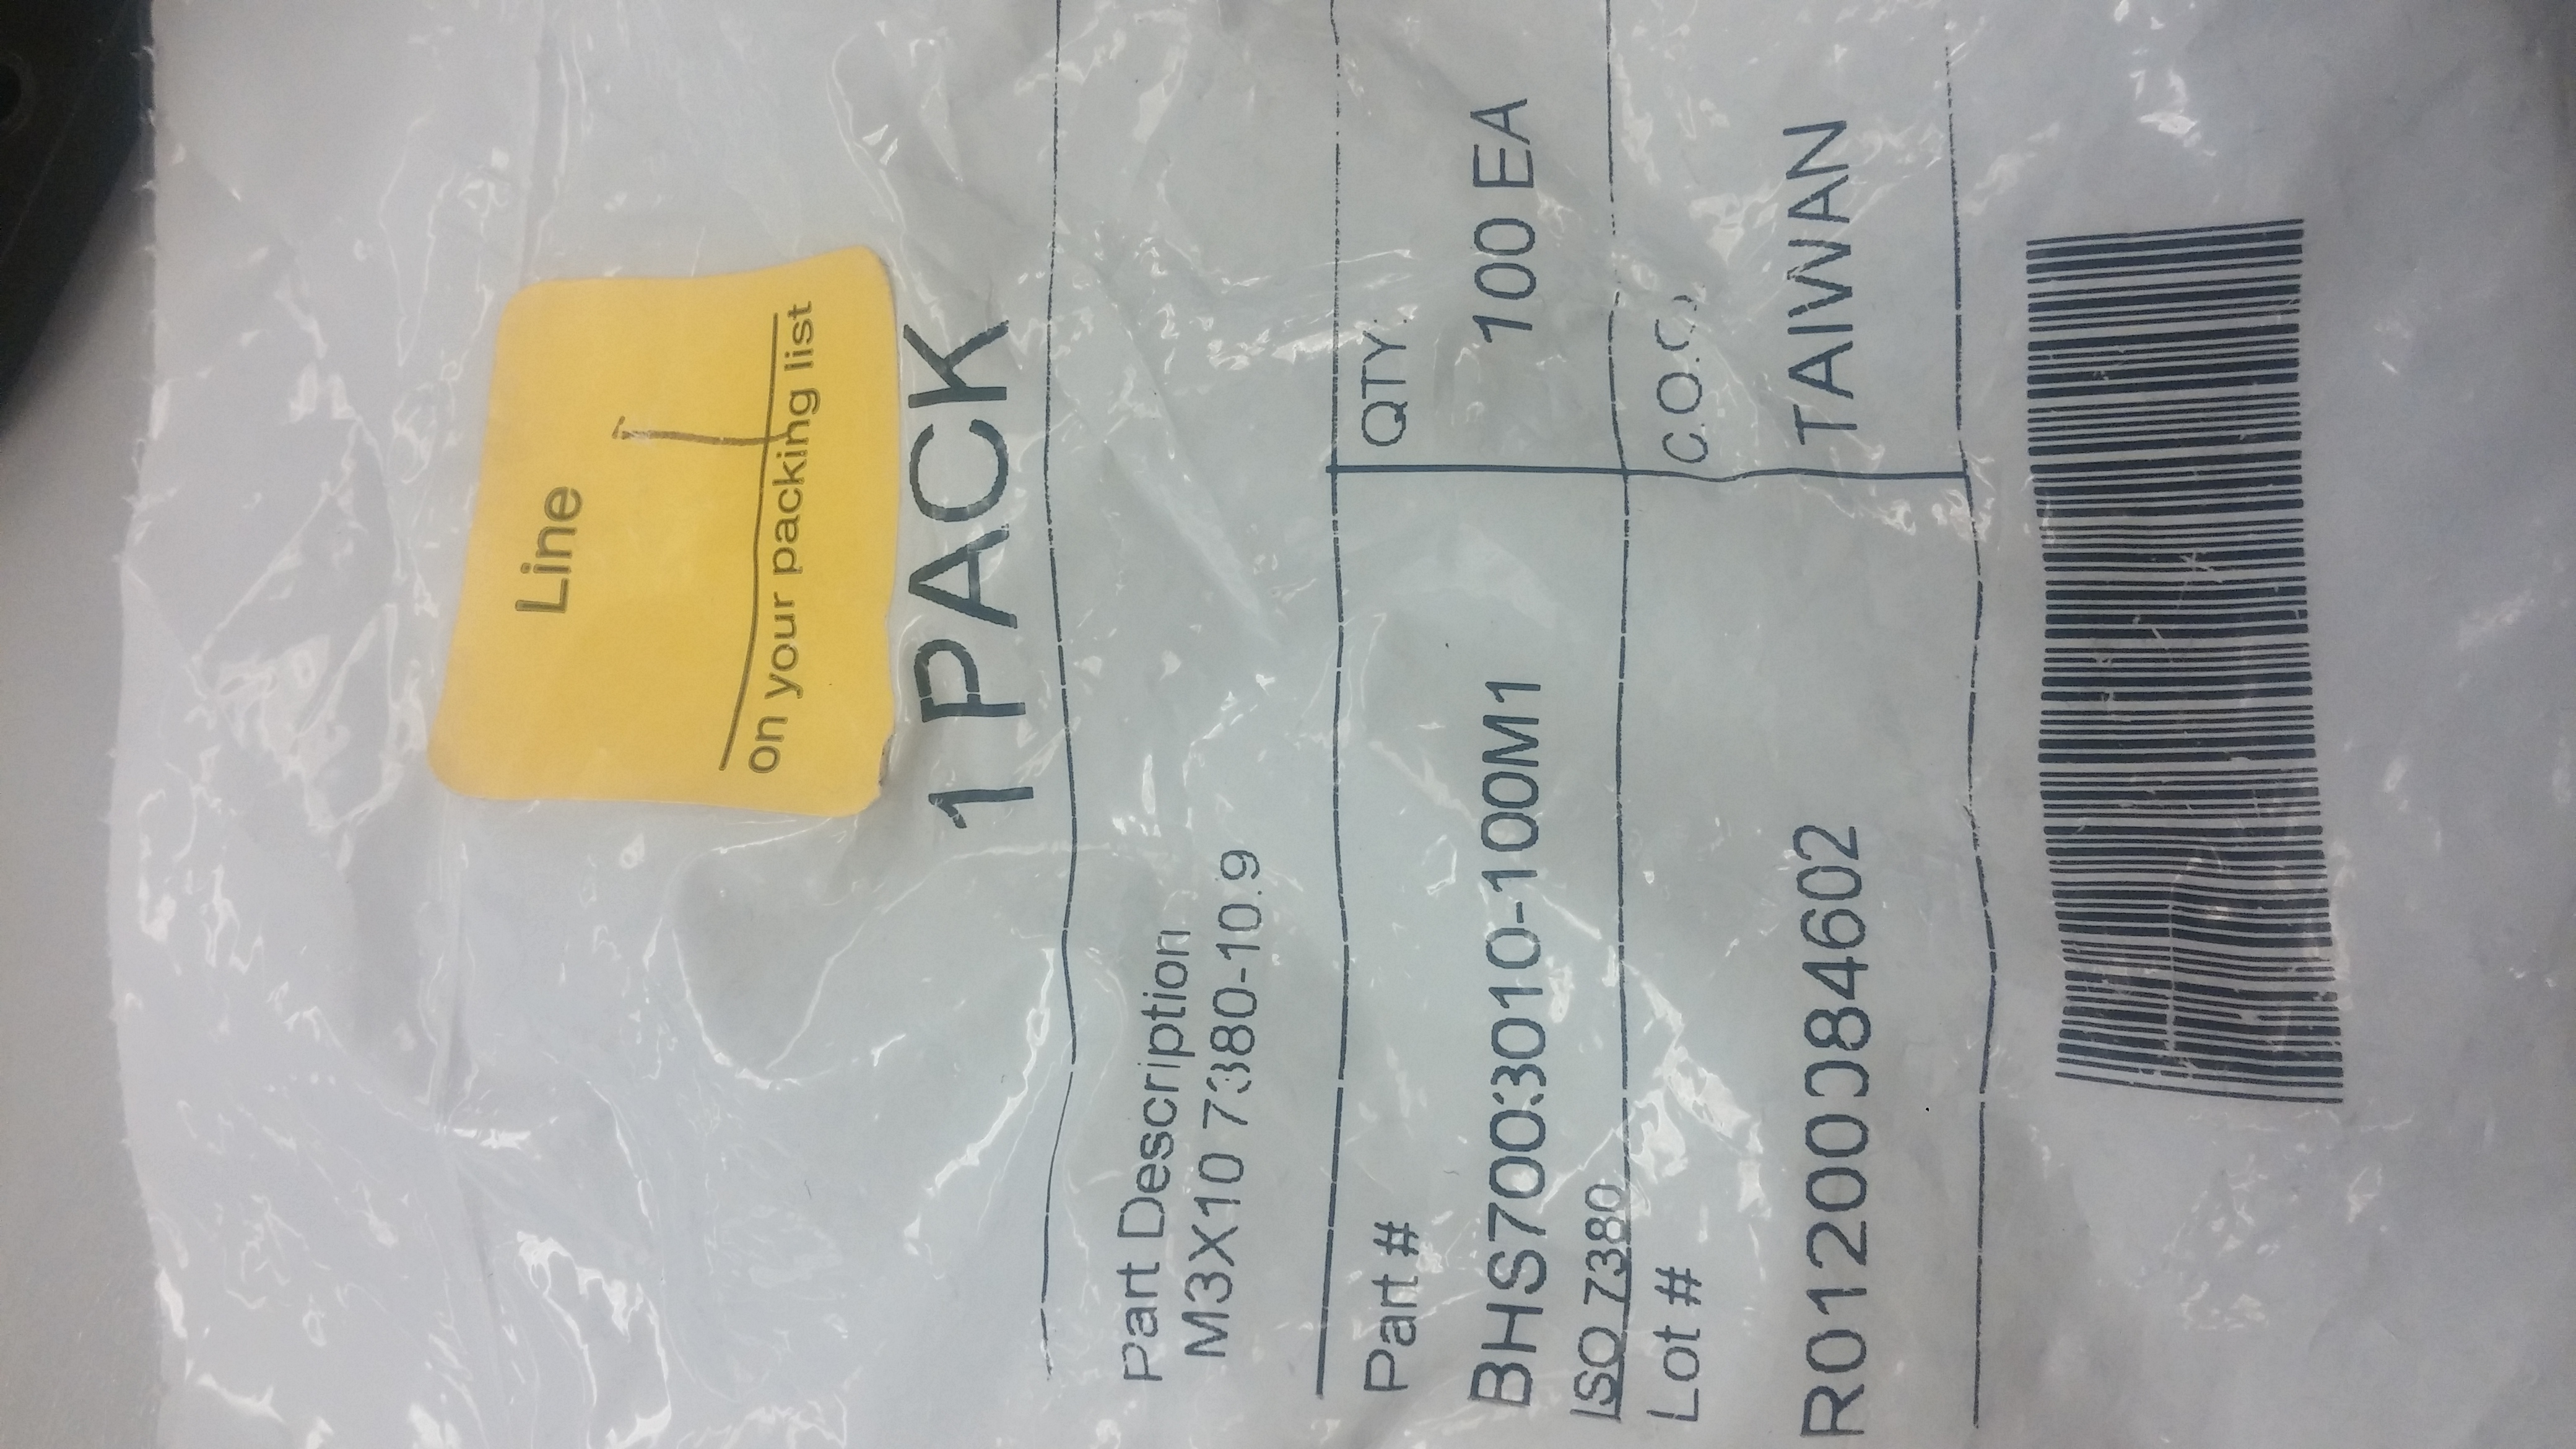 Line
1
on your packing list
1 PACK
Part Description
M3X10 7380-10.9
Part #
QTY.
BHS7003010-100M1
100 EA
ISO 7380
Lot #
C.O.O.
R01200084602
TAIWAN